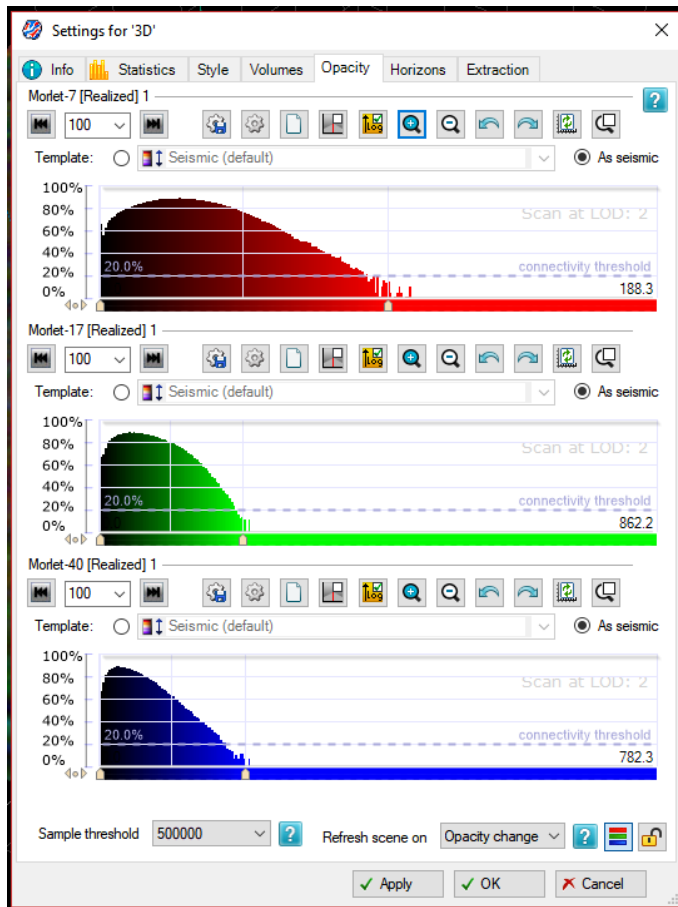 Settings for '3D'
Info Statistics Style Volumes Opacity Horizons Extraction
Morlet-7 [Realized] 1
?
100 Log
Template: Seismic (default) As seismic
100%
80% Scan at LOD: 2
60%
40%
20% 20.0% connectivity threshold
0% 188.3
Morlet-17 [Realized] 1
100 Log
Template: Seismic (default) As seismic
100%
80% Scan at LOD: 2
60%
40%
20% 20.0% connectivity threshold
0% 862.2
Morlet-40 [Realized] 1
100 Log
Template: Seismic (default) As seismic
100%
80% Scan at LOD: 2
60%
40%
20% 20.0% connectivity threshold
0% 782.3
Sample threshold 500000 ? Refresh scene on Opacity change ?
Apply OK Cancel